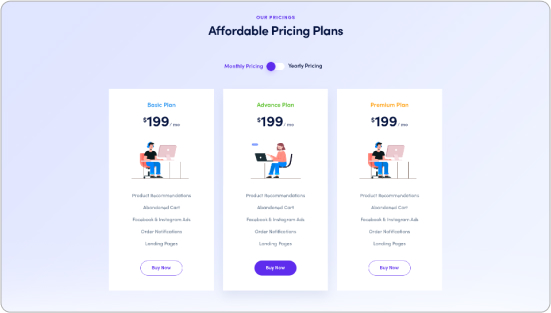 OUR PRICINGS
Affordable Pricing Plans
Monthly Pricing Yearly Pricing
Basic Plan
$199/ mo
Product Recommendations
Abandoned Cart
Facebook & Instagram Ads
Order Notifications
Landing Pages
Buy Now
Advance Plan
$199/ mo
Product Recommendations
Abandoned Cart
Facebook & Instagram Ads
Order Notifications
Landing Pages
Buy Now
Premium Plan
$199/ mo
Product Recommendations
Abandoned Cart
Facebook & Instagram Ads
Order Notifications
Landing Pages
Buy Now